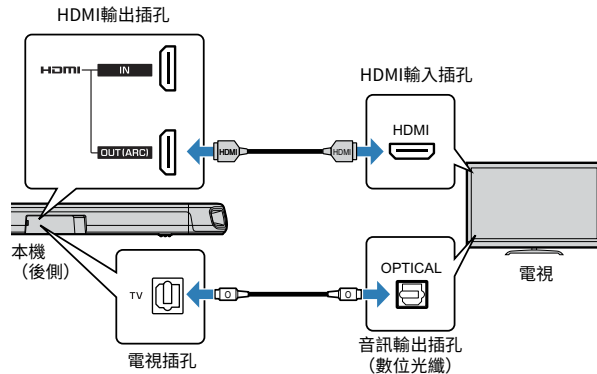 HDMI輸出插孔
HDMI IN
OUT(ARC)
HDMI輸入插孔
HDMI
HDMI
HDMI
本機
（後側）
電視
TV
OPTICAL
電視插孔
音訊輸出插孔
（數位光纖）